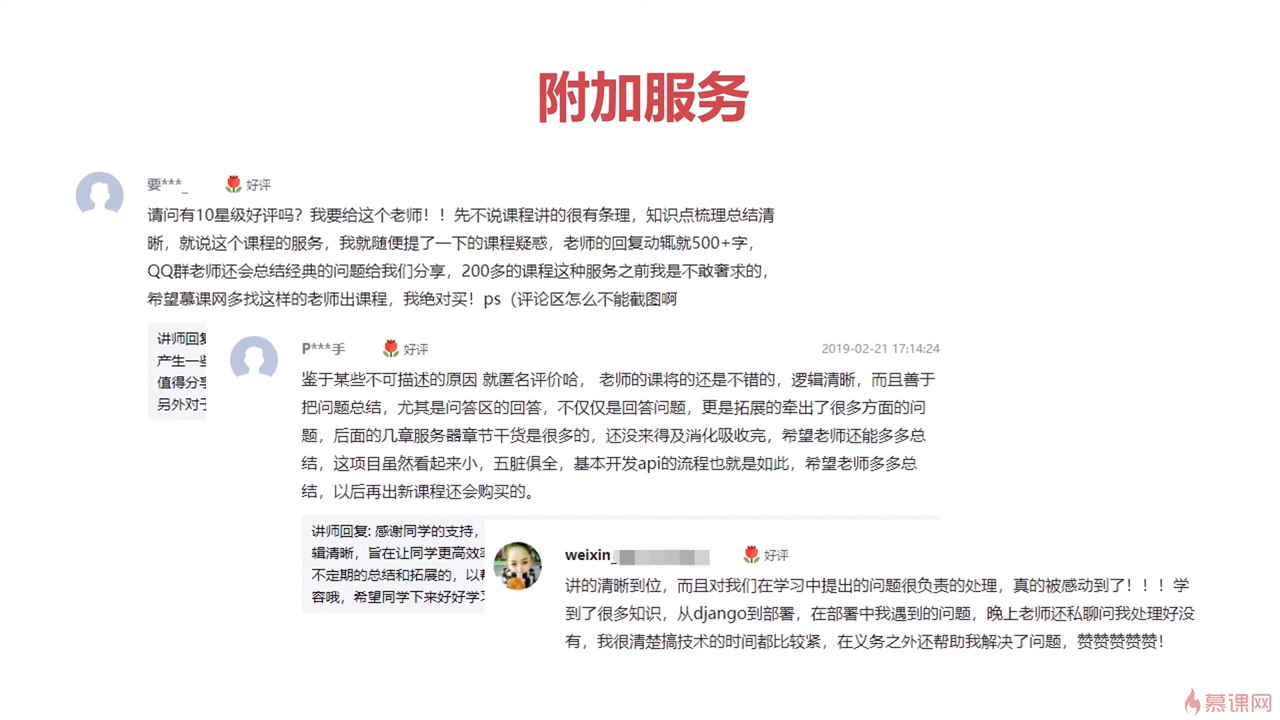 附加服务
要***_ 好评
请问有10星级好评吗？我要给这个老师！！先不说课程讲的很有条理，知识点梳理总结清
晰，就说这个课程的服务，我就随便提了一下的课程疑惑，老师的回复动辄就500+字，
QQ群老师还会总结经典的问题给我们分享，200多的课程这种服务之前我是不敢奢求的，
希望慕课网多找这样的老师出课程，我绝对买！ps（评论区怎么不能截图啊
讲师回复
产生一些
值得分享
另外对于
P***手 好评 2019-02-21 17:14:24
鉴于某些不可描述的原因 就匿名评价哈， 老师的课将的还是不错的，逻辑清晰，而且善于
把问题总结，尤其是问答区的回答，不仅仅是回答问题，更是拓展的牵出了很多方面的问
题，后面的几章服务器章节干货是很多的，还没来得及消化吸收完，希望老师还能多多总
结，这项目虽然看起来小，五脏俱全，基本开发api的流程也就是如此，希望老师多多总
结，以后再出新课程还会购买的。
讲师回复: 感谢同学的支持，
辑清晰，旨在让同学更高效率
不定期的总结和拓展的，以
容哦，希望同学下来好好学习
weixin_ 好评
讲的清晰到位，而且对我们在学习中提出的问题很负责的处理，真的被感动到了！！！学
到了很多知识，从django到部署，在部署中我遇到的问题，晚上老师还私聊问我处理好没
有，我很清楚搞技术的时间都比较紧，在义务之外还帮助我解决了问题，赞赞赞赞赞！
慕课网